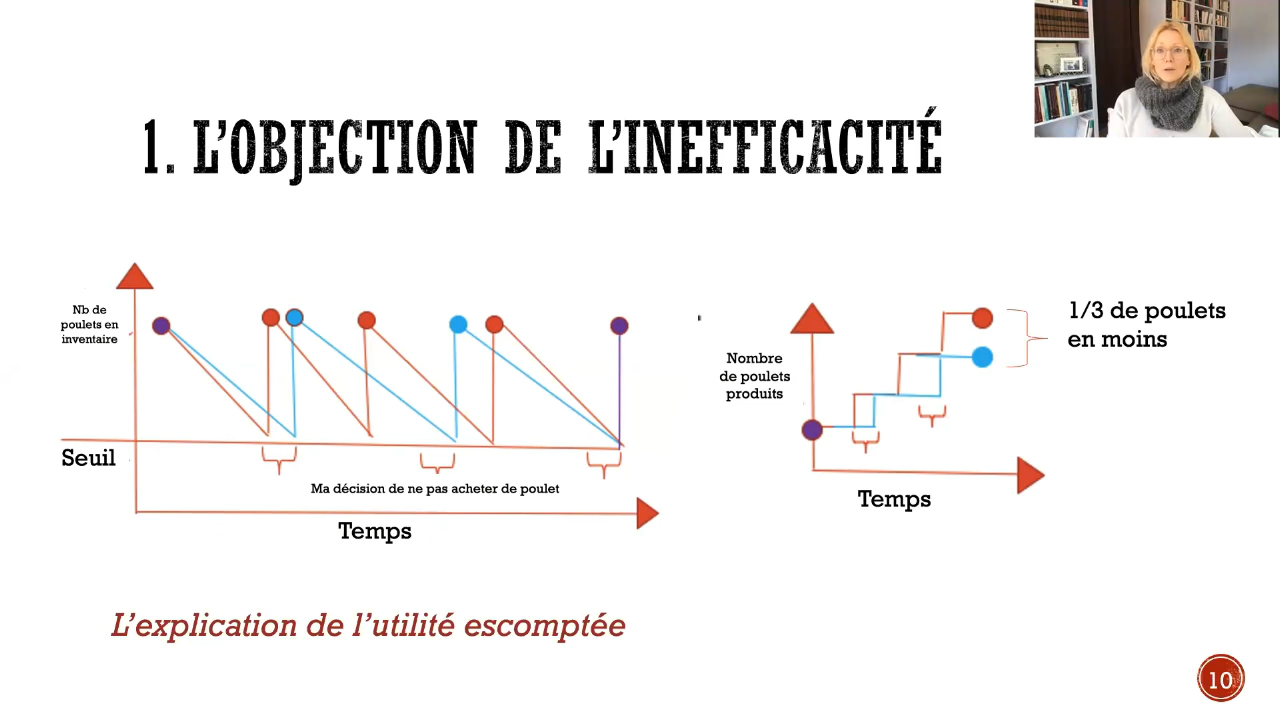 1. L'OBJECTION DE L'INEFFICACITÉ
Nb de
poulets en
inventaire
Seuil
Ma décision de ne pas acheter de poulet
Temps
Nombre
de poulets
produits
Temps
1/3 de poulets
en moins
L'explication de l'utilité escomptée
10